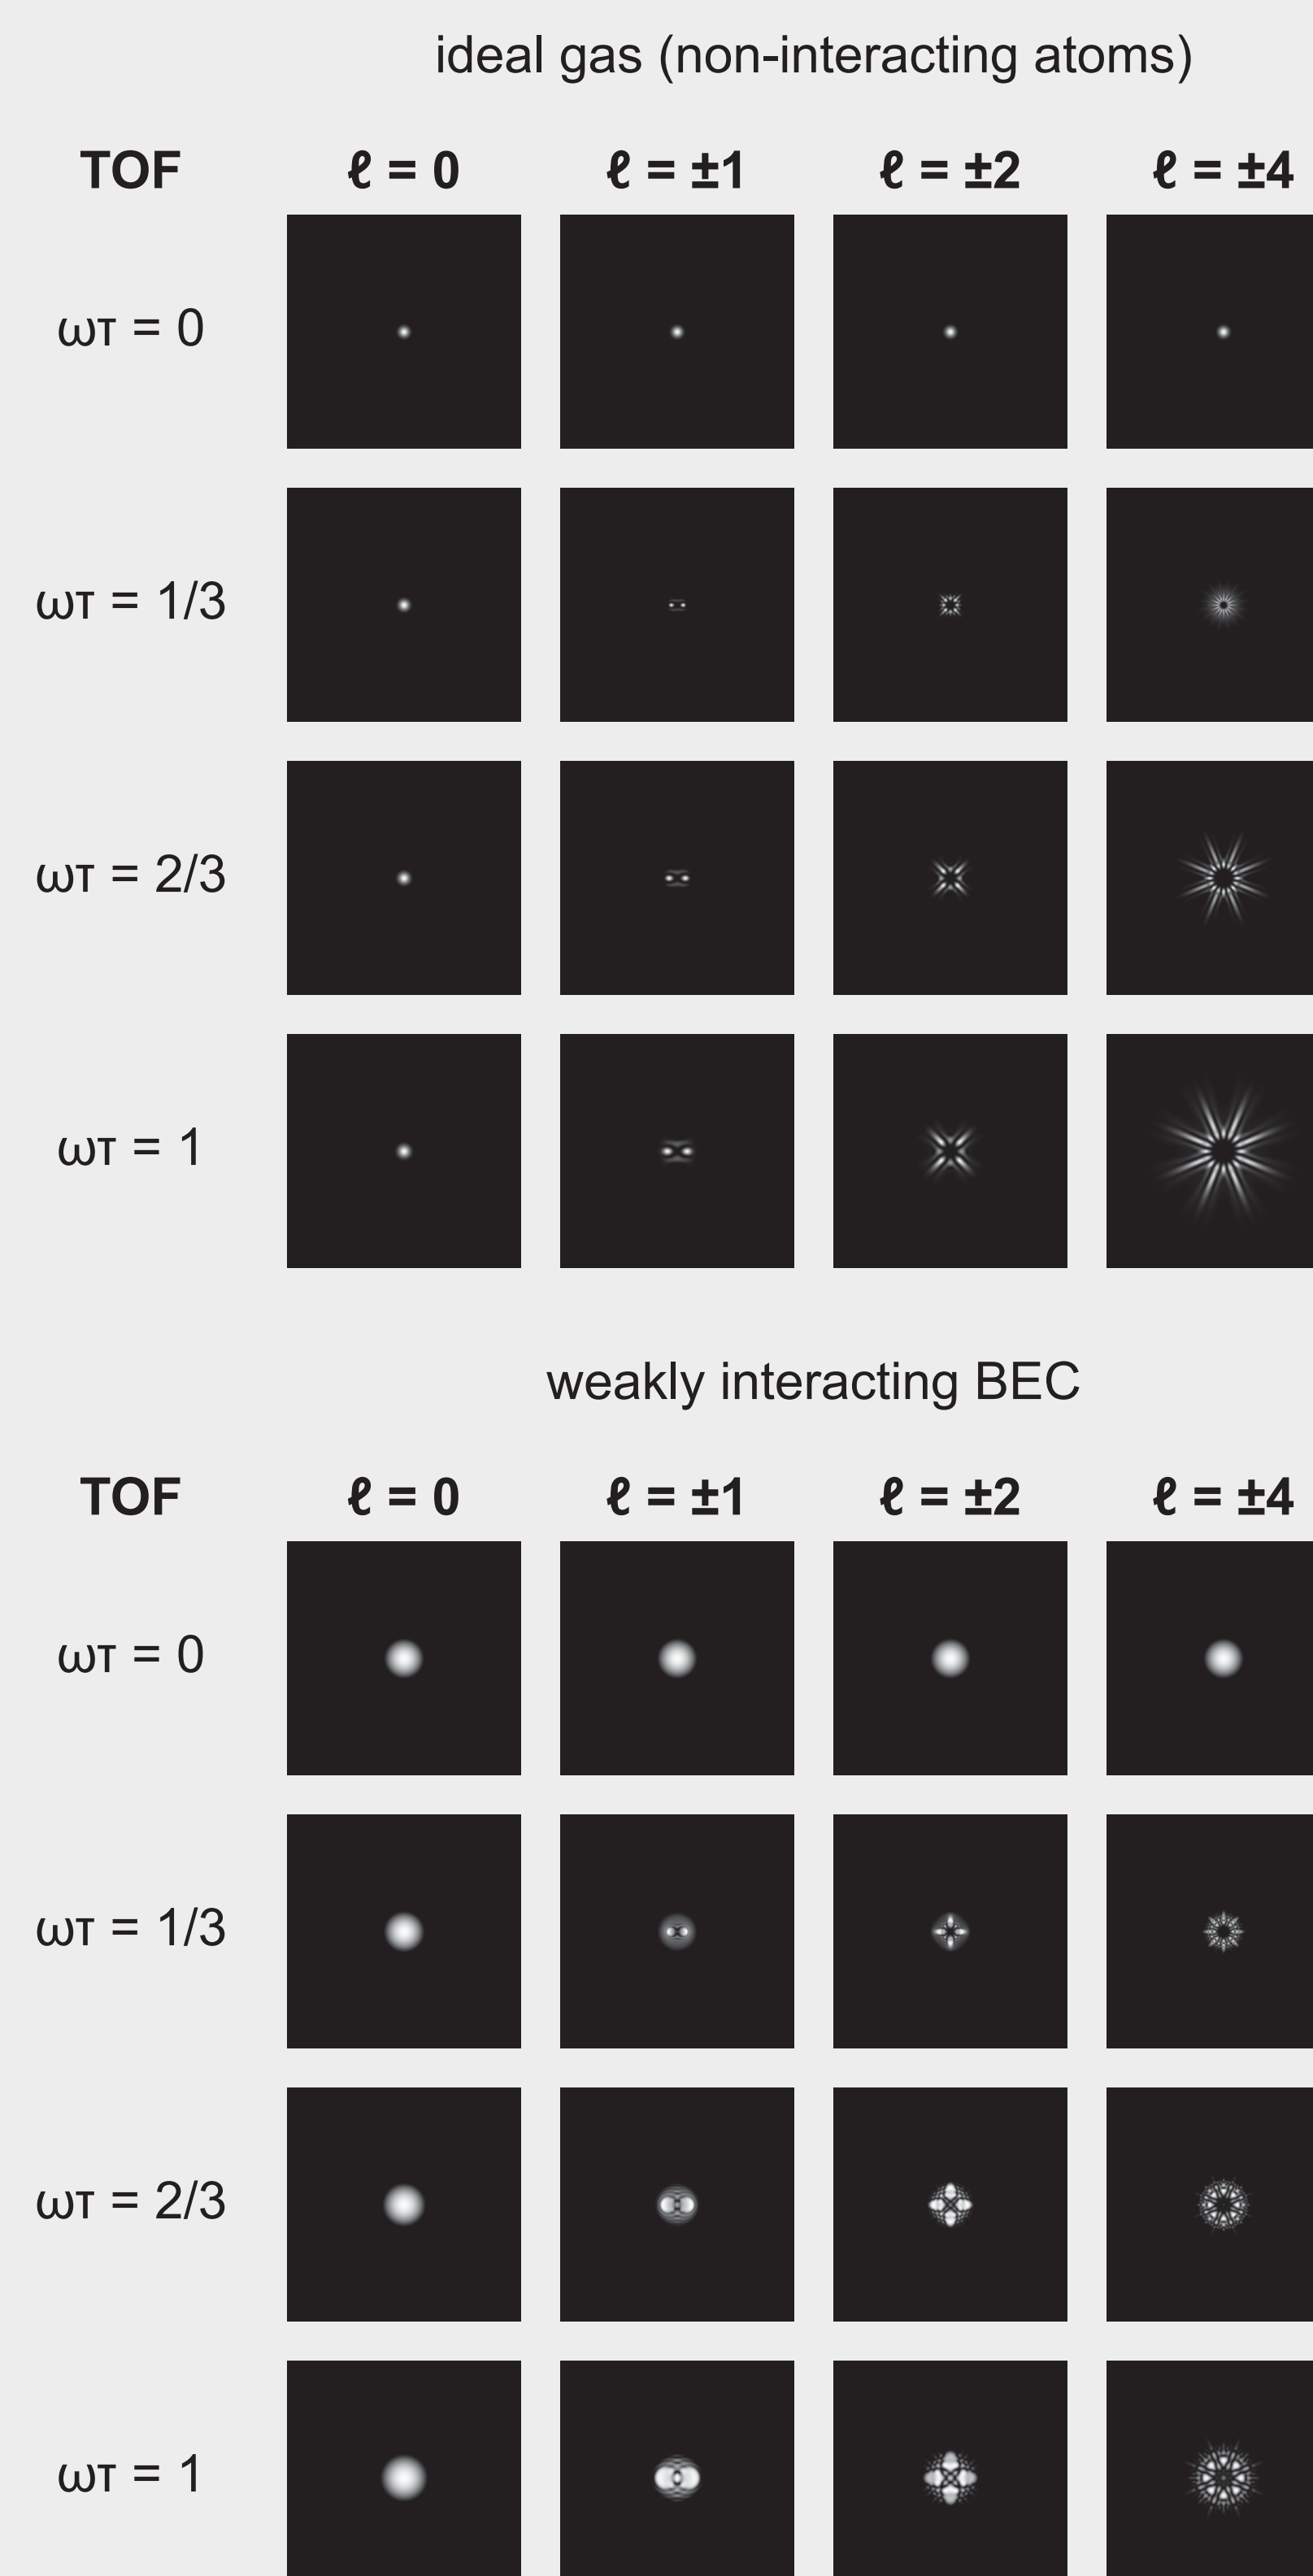 ideal gas (non-interacting atoms)
TOF ℓ = 0 ℓ = ±1 ℓ = ±2 ℓ = ±4
ωτ = 0
ωτ = 1/3
ωτ = 2/3
ωτ = 1
weakly interacting BEC
TOF ℓ = 0 ℓ = ±1 ℓ = ±2 ℓ = ±4
ωτ = 0
ωτ = 1/3
ωτ = 2/3
ωτ = 1